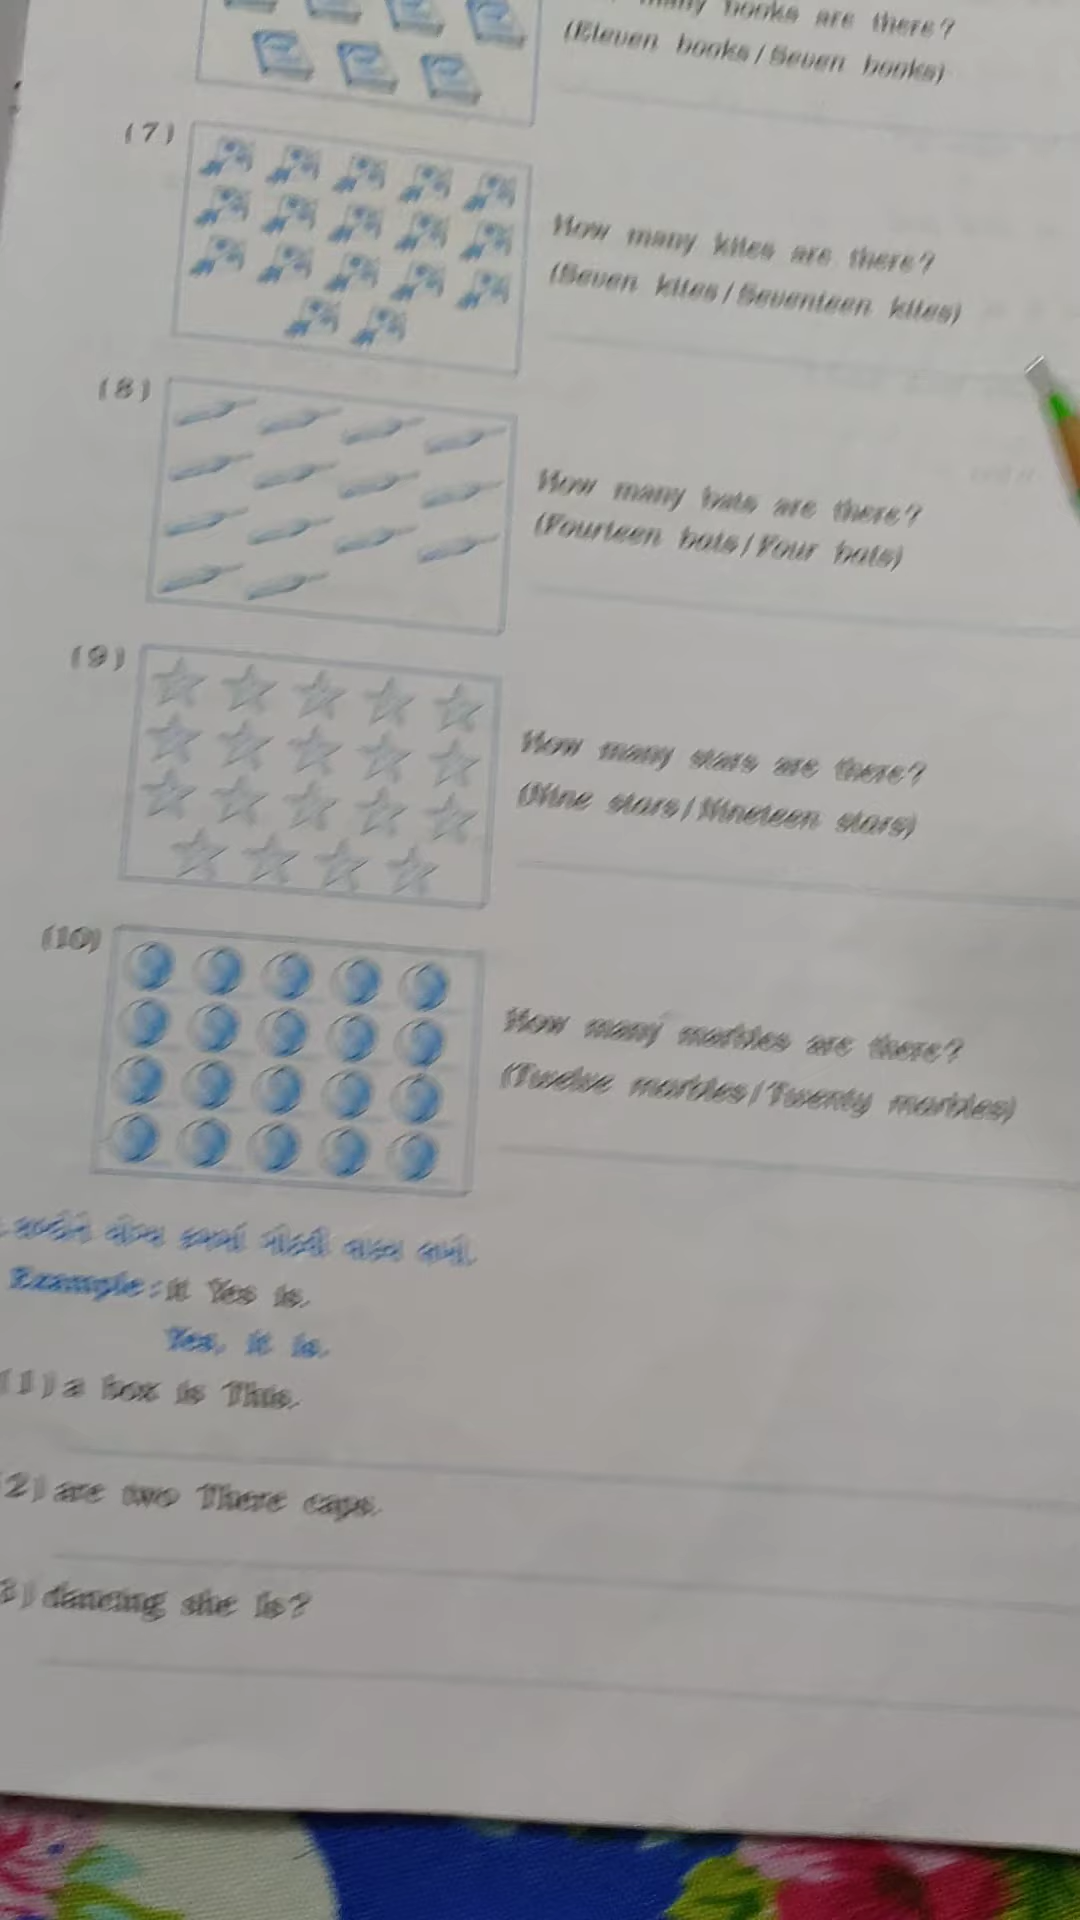 many books are there?
(Eleven books / Seven books)
(7)
How many kites are there?
(Seven kites / Seventeen kites)
(8)
How many bats are there?
(Fourteen bats / Four bats)
(9)
How many stars are there?
(Nine stars / Nineteen stars)
(10)
How many marbles are there?
(Twelve marbles / Twenty marbles)
Example : it Yes is.
Yes, it is.
(1) a box is This.
2) are two There caps.
3) dancing she is?